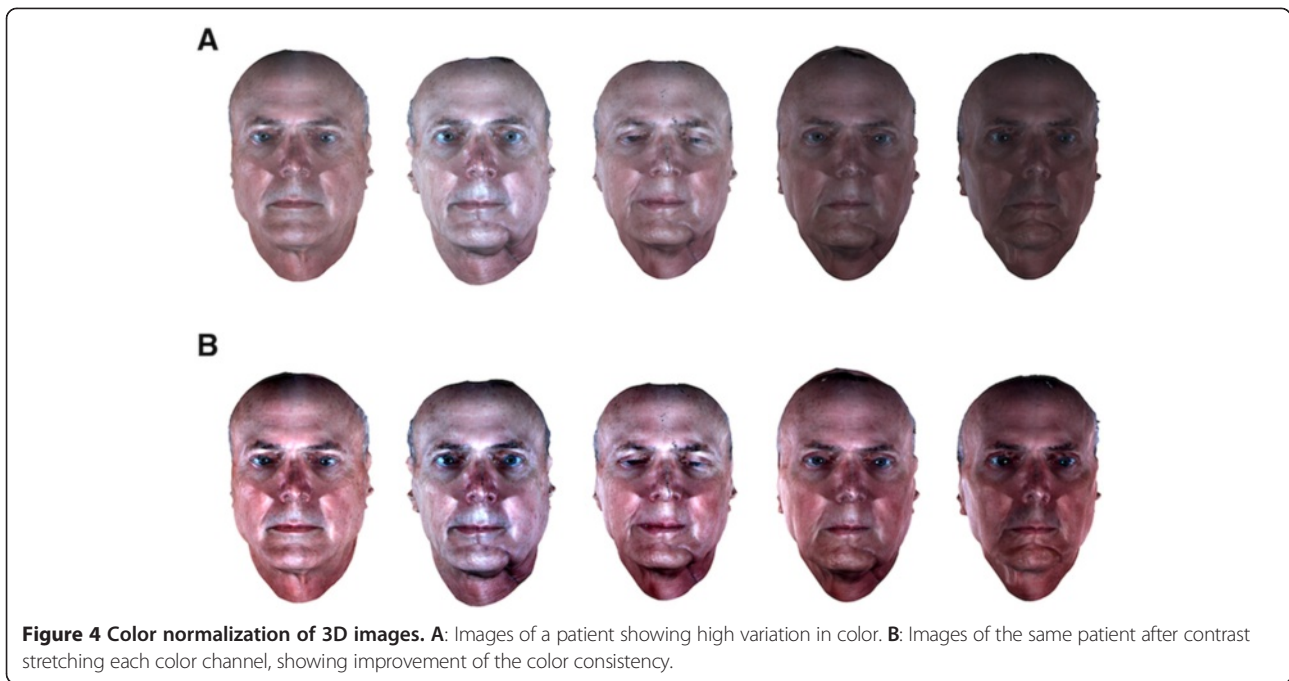 A
B
Figure 4 Color normalization of 3D images. A: Images of a patient showing high variation in color. B: Images of the same patient after contrast
stretching each color channel, showing improvement of the color consistency.